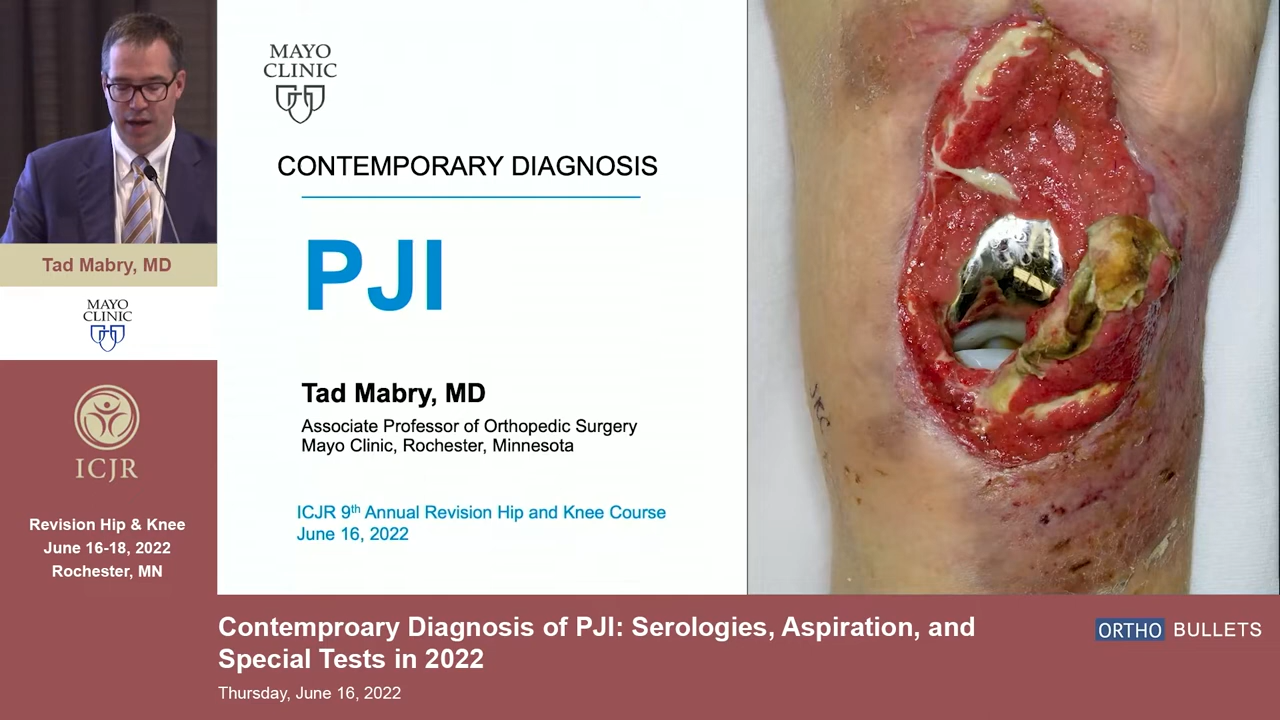 MAYO
CLINIC
CONTEMPORARY DIAGNOSIS
PJI
Tad Mabry, MD
Associate Professor of Orthopedic Surgery
Mayo Clinic, Rochester, Minnesota
ICJR 9th Annual Revision Hip and Knee Course
June 16, 2022
Tad Mabry, MD
MAYO
CLINIC
ICJR
Revision Hip & Knee
June 16-18, 2022
Rochester, MN
Contemproary Diagnosis of PJI: Serologies, Aspiration, and
Special Tests in 2022
Thursday, June 16, 2022
ORTHO BULLETS